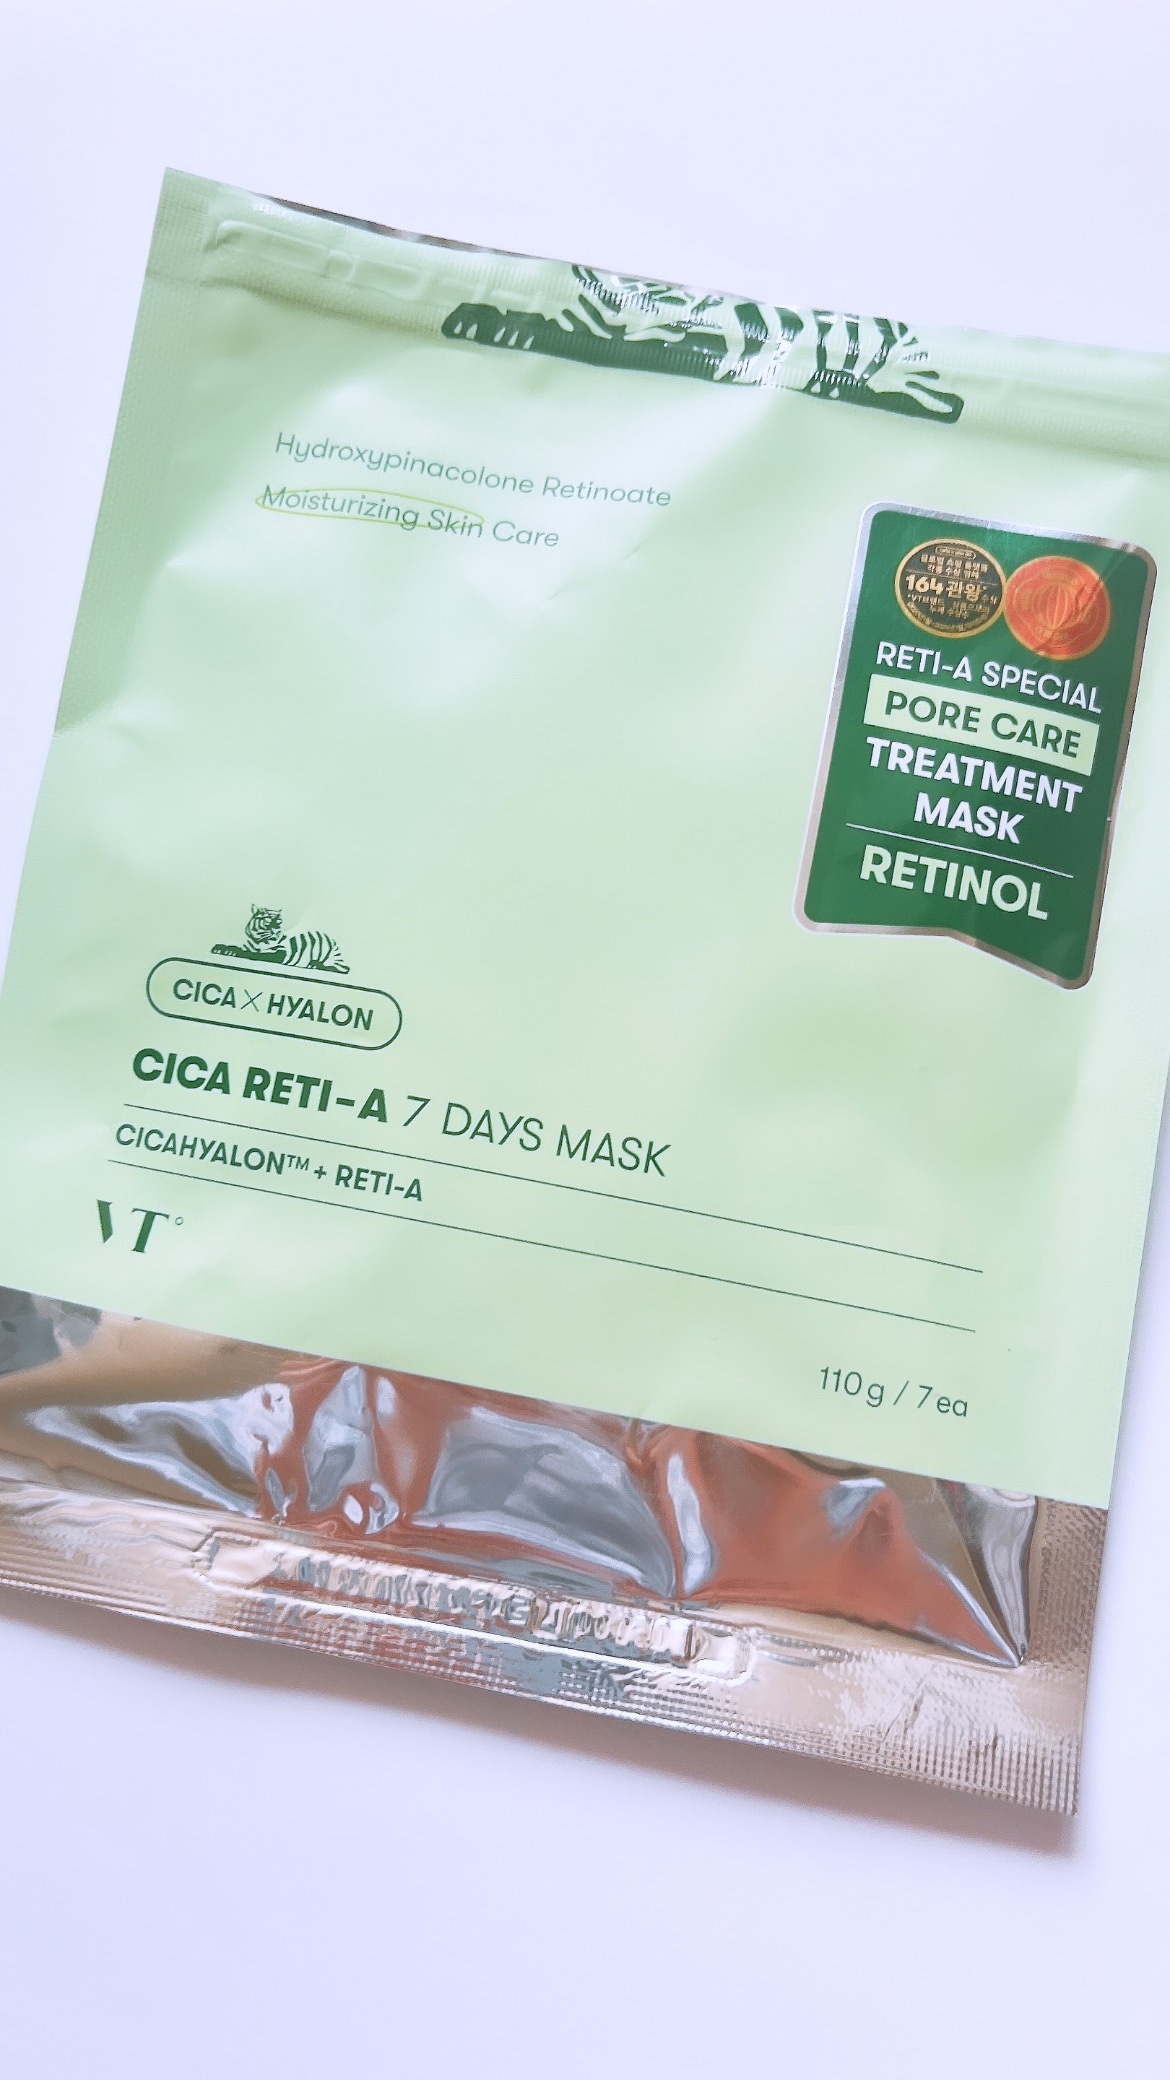 Hydroxypinacolone Retinoate
Moisturizing Skin Care
164관왕
RETI-A SPECIAL
PORE CARE
TREATMENT
MASK
RETINOL
CICA X HYALON
CICA RETI-A 7 DAYS MASK
CICAHYALON™ + RETI-A
VT
110g / 7ea